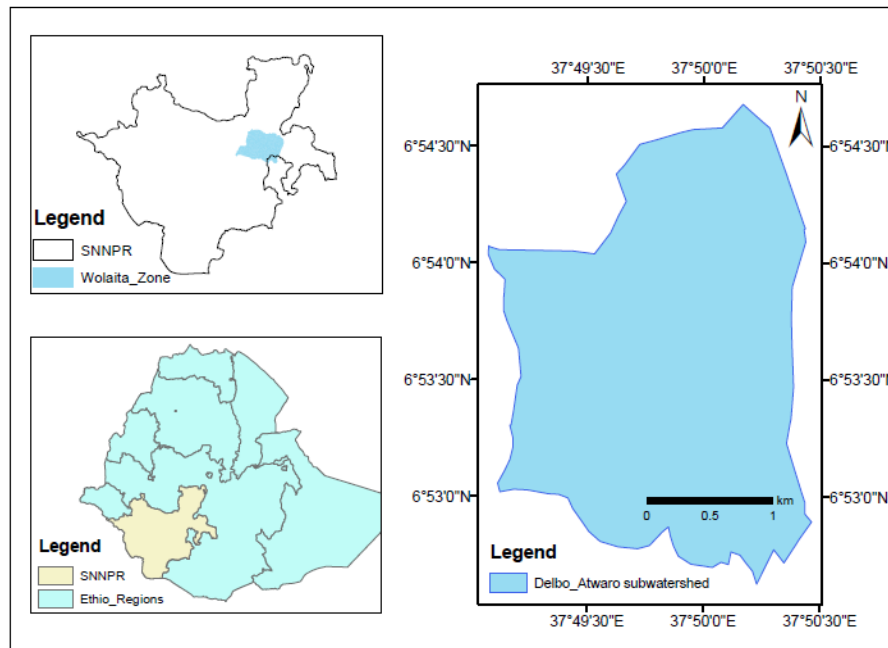 Legend
SNNPR
Wolaita_Zone
Legend
SNNPR
Ethio_Regions
37°49'30"E 37°50'0"E 37°50'30"E
N
6°54'30"N 6°54'30"N
6°54'0"N 6°54'0"N
6°53'30"N 6°53'30"N
6°53'0"N 6°53'0"N
km
0 0.5 1
Legend
Delbo_Atwaro subwatershed
37°49'30"E 37°50'0"E 37°50'30"E